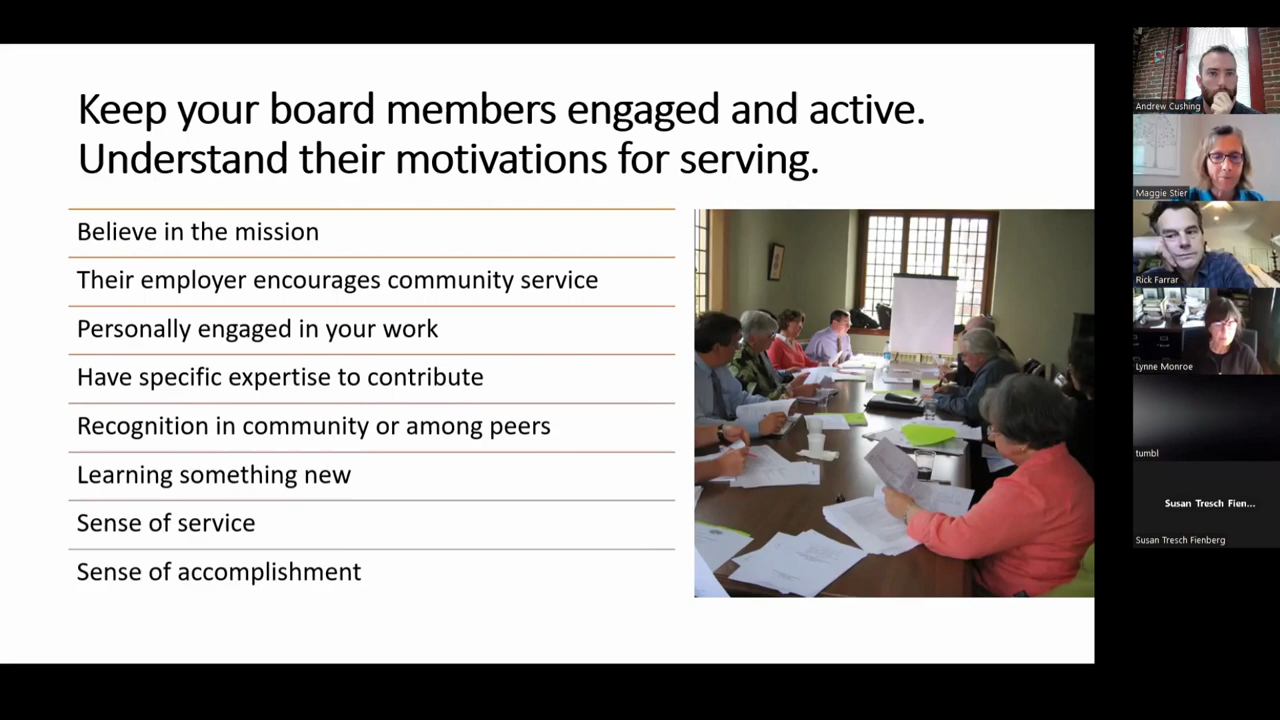 Keep your board members engaged and active.
Understand their motivations for serving.
Believe in the mission
Their employer encourages community service
Personally engaged in your work
Have specific expertise to contribute
Recognition in community or among peers
Learning something new
Sense of service
Sense of accomplishment
Andrew Cushing
Maggie Stier
Rick Farrar
Lynne Monroe
tumbl
Susan Tresch Fien...
Susan Tresch Fienberg